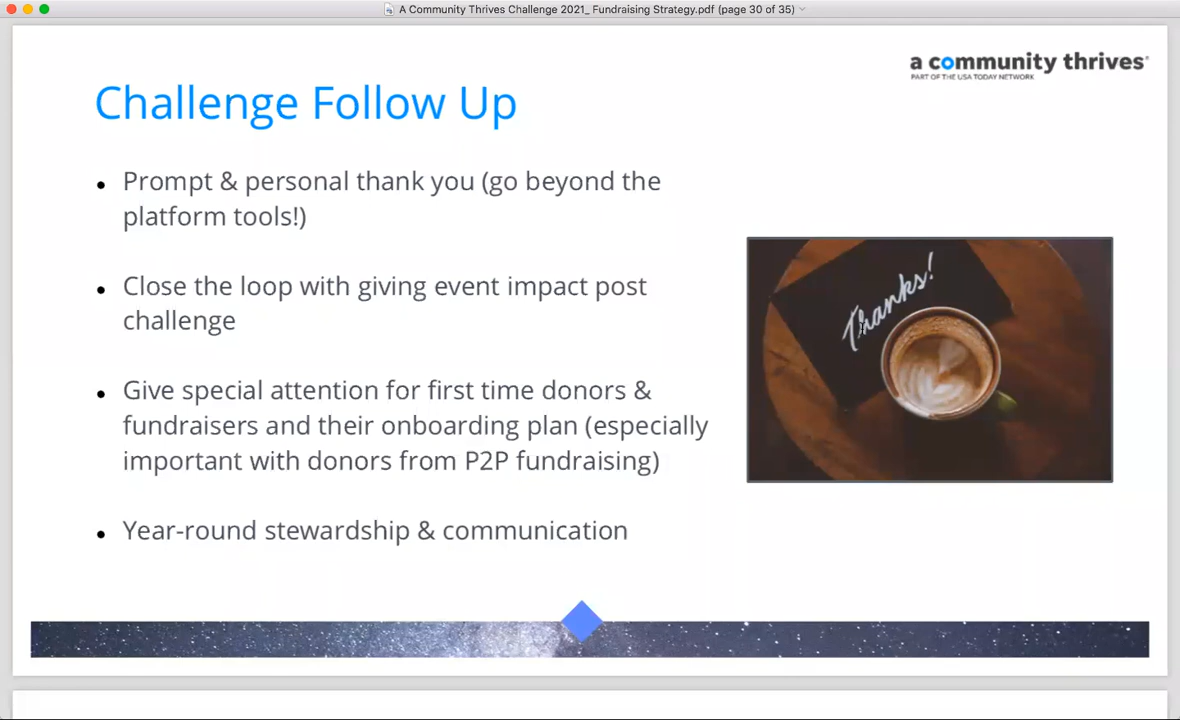 A Community Thrives Challenge 2021_ Fundraising Strategy.pdf (page 30 of 35)
a community thrives
PART OF THE USA TODAY NETWORK
Challenge Follow Up
• Prompt & personal thank you (go beyond the
platform tools!)
• Close the loop with giving event impact post
challenge
• Give special attention for first time donors &
fundraisers and their onboarding plan (especially
important with donors from P2P fundraising)
• Year-round stewardship & communication
Thanks!